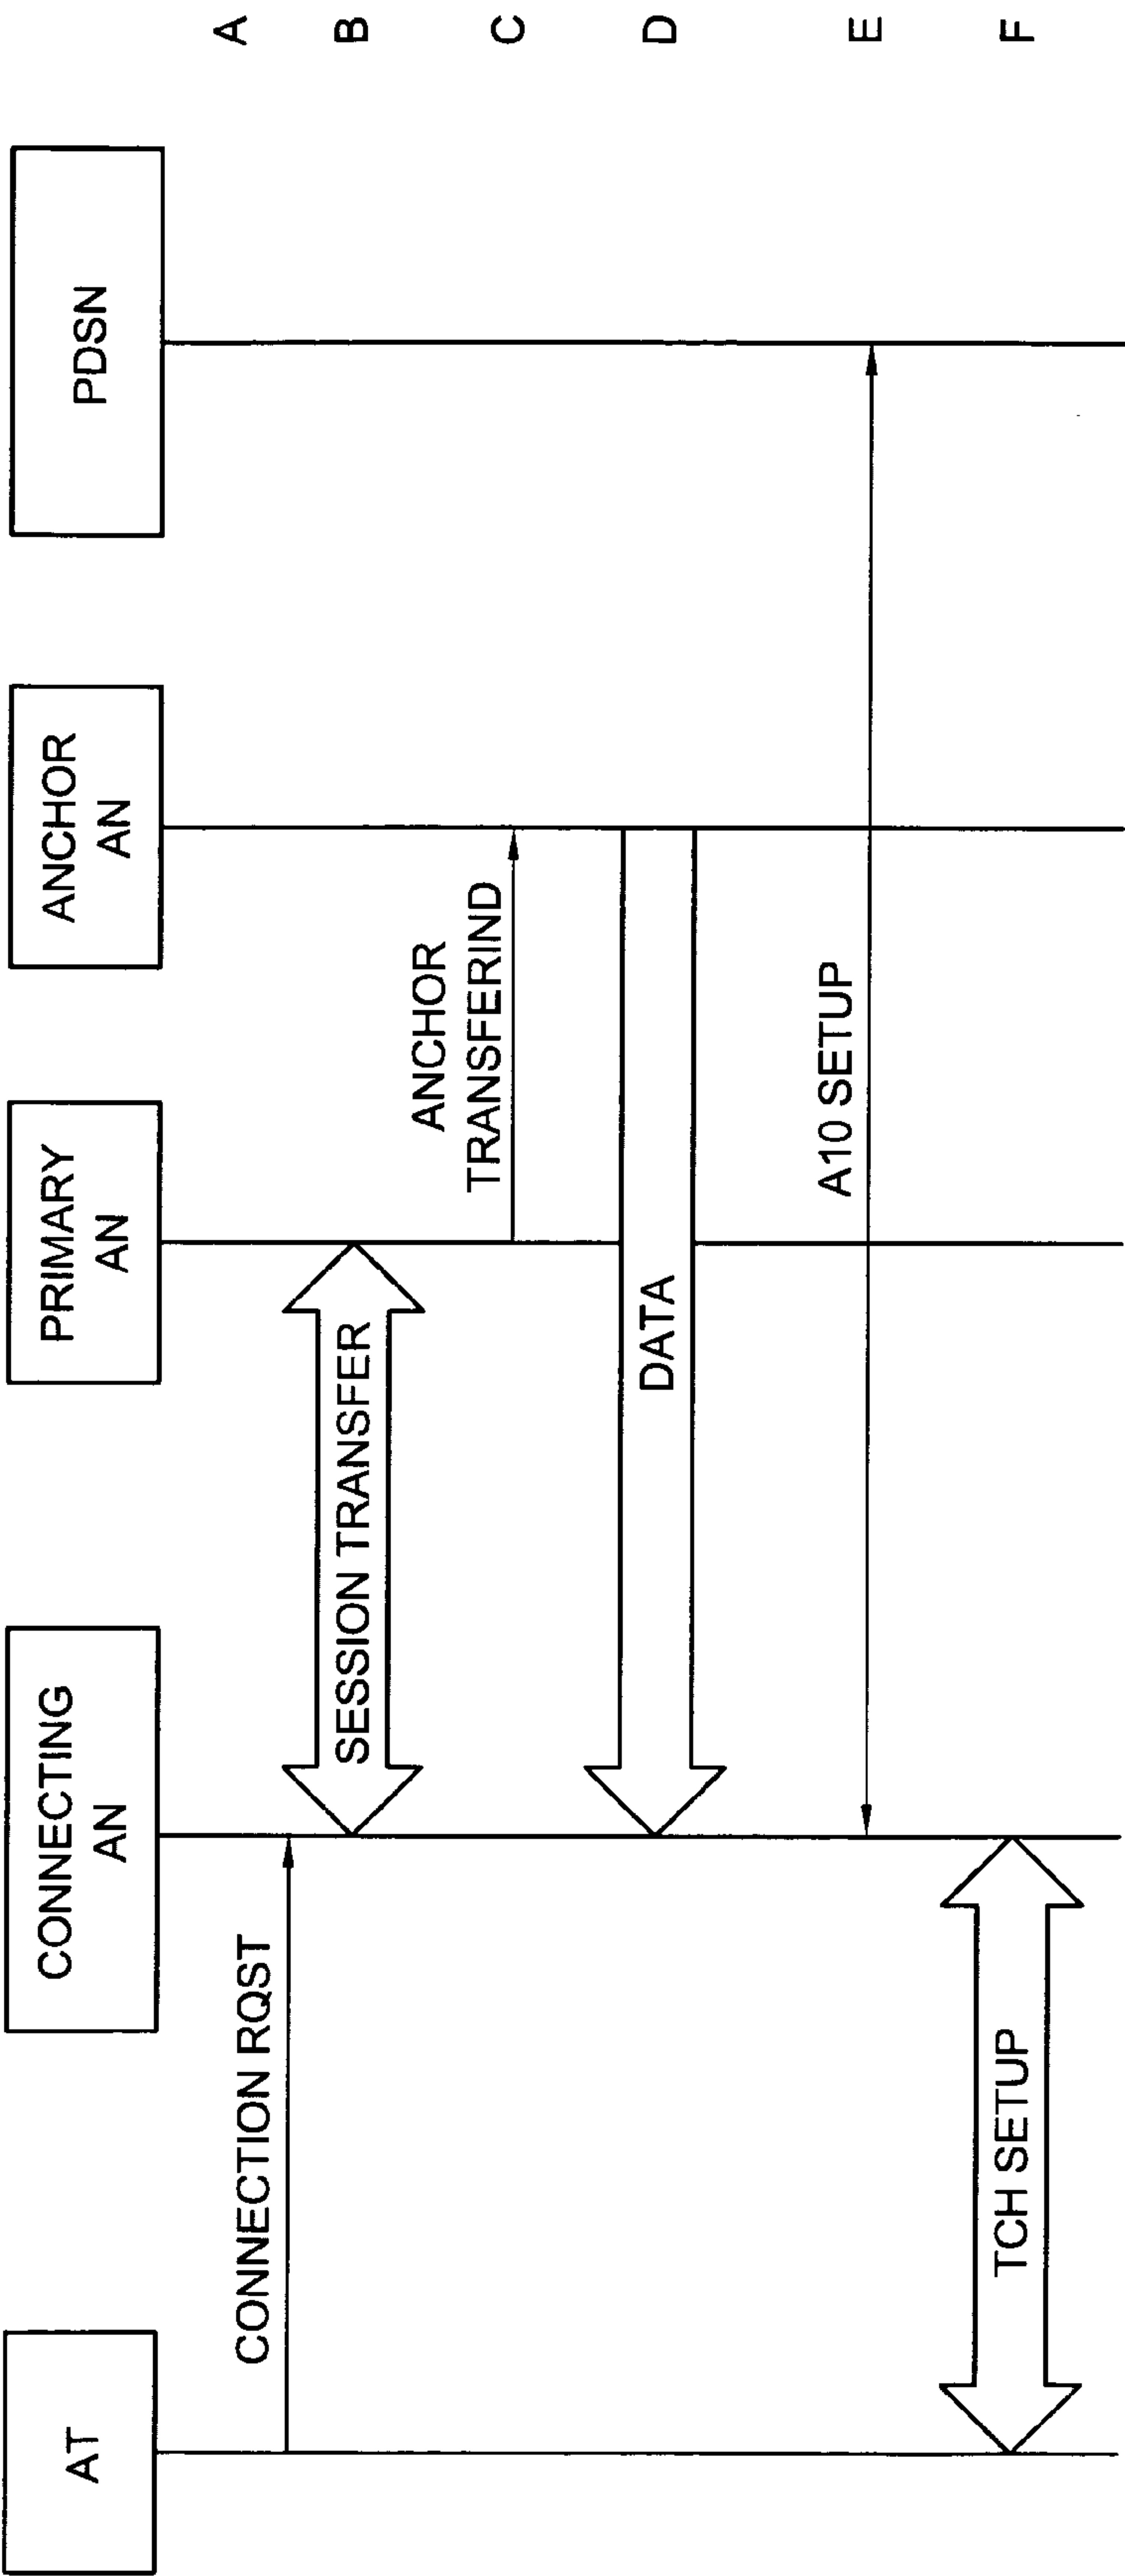 AT
CONNECTING
AN
PRIMARY
AN
ANCHOR
AN
PDSN
CONNECTION RQST
A
SESSION TRANSFER
B
ANCHOR
TRANSFERIND
C
DATA
D
A10 SETUP
E
TCH SETUP
F